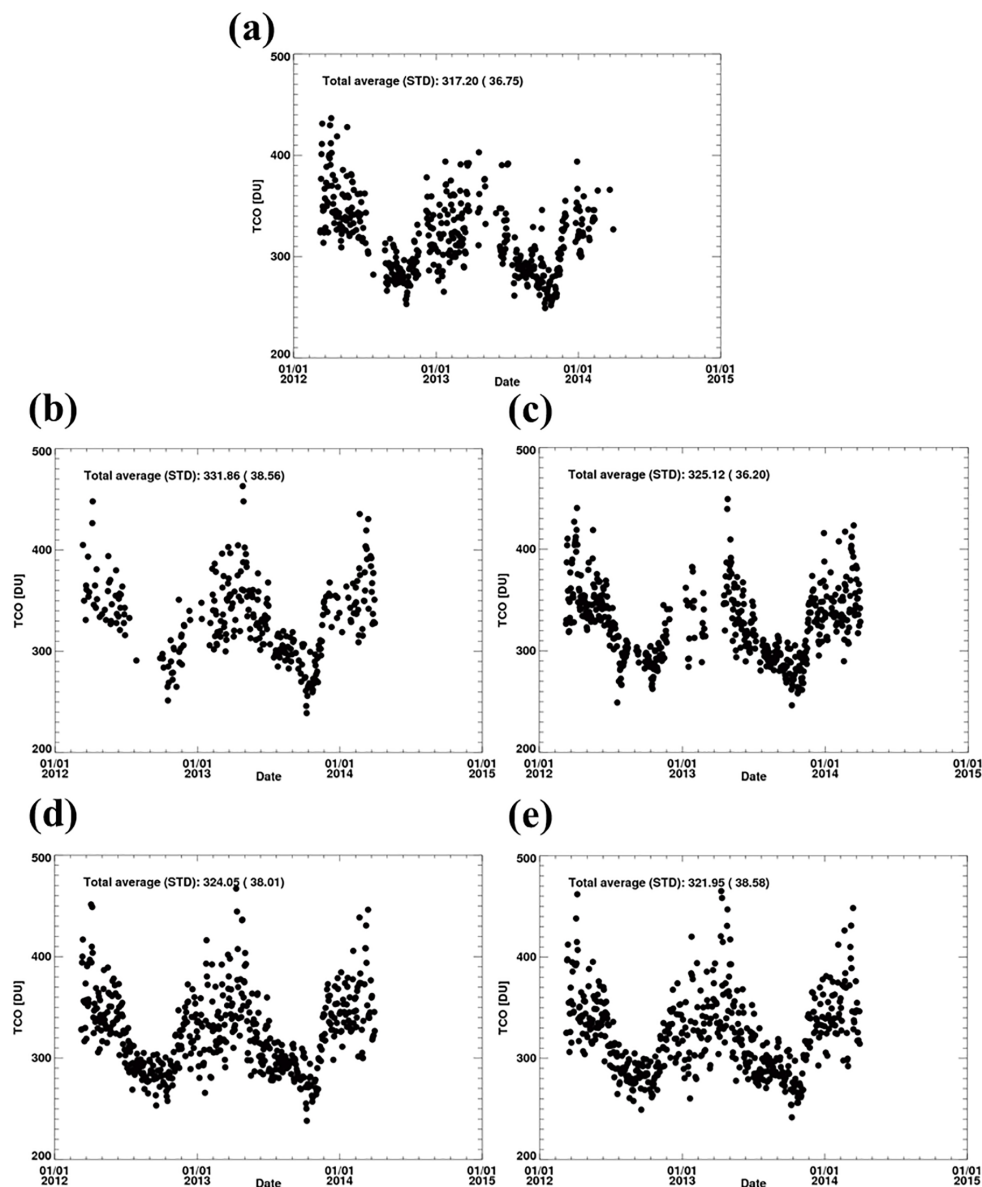 (a)
500
Total average (STD): 317.20 ( 36.75)
400
TCO [DU]
300
200
01/01 01/01 01/01 01/01
2012 2013 Date 2014 2015
(b)
500
Total average (STD): 331.86 ( 38.56)
400
TCO [DU]
300
200
01/01 01/01 01/01 01/01
2012 2013 Date 2014 2015
(c)
500
Total average (STD): 325.12 ( 36.20)
400
TCO [DU]
300
200
01/01 01/01 01/01 01/01
2012 2013 Date 2014 2015
(d)
500
Total average (STD): 324.05 ( 38.01)
400
TCO [DU]
300
200
01/01 01/01 01/01 01/01
2012 2013 Date 2014 2015
(e)
500
Total average (STD): 321.95 ( 38.58)
400
TCO [DU]
300
200
01/01 01/01 01/01 01/01
2012 2013 Date 2014 2015